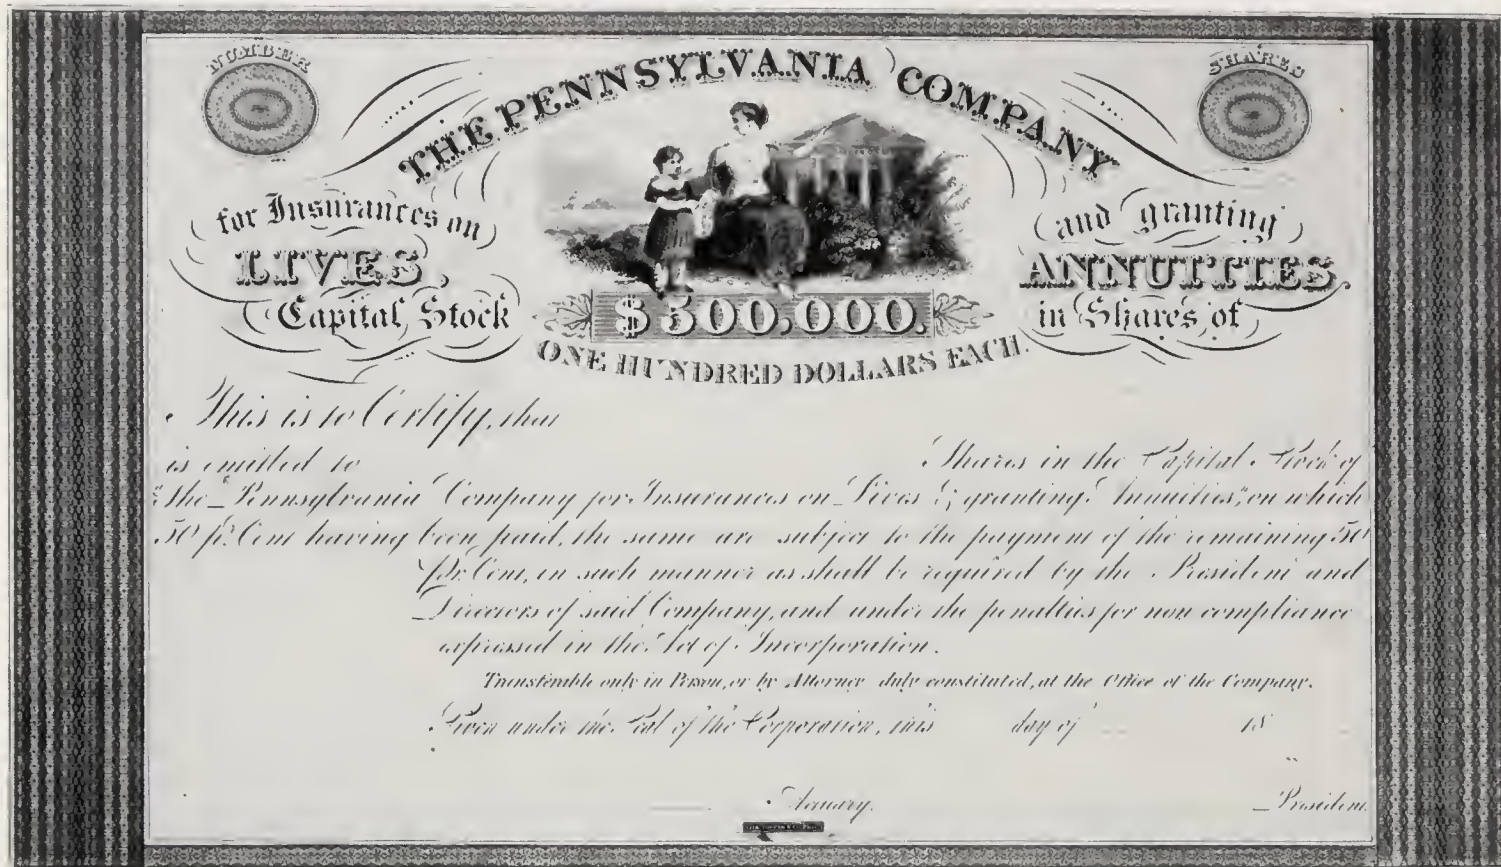 NUMBER
SHARES
THE PENNSYLVANIA COMPANY
for Insurances on
LIVES,
Capital Stock
and granting
ANNUITIES,
in Shares of
$500,000.
ONE HUNDRED DOLLARS EACH.
This is to Certify, that
is entitled to Shares in the Capital Stock of
"The Pennsylvania Company for Insurances on Lives & granting Annuities", on which
50 pr. Cent having been paid, the same are subject to the payment of the remaining 50
pr. Cent, in such manner as shall be required by the President and
Directors of said Company, and under the penalties for non compliance
expressed in the Act of Incorporation.
Transferable only in Person, or by Attorney duly constituted, at the Office of the Company.
Given under the Seal of the Corporation, this day of 18
Actuary. President